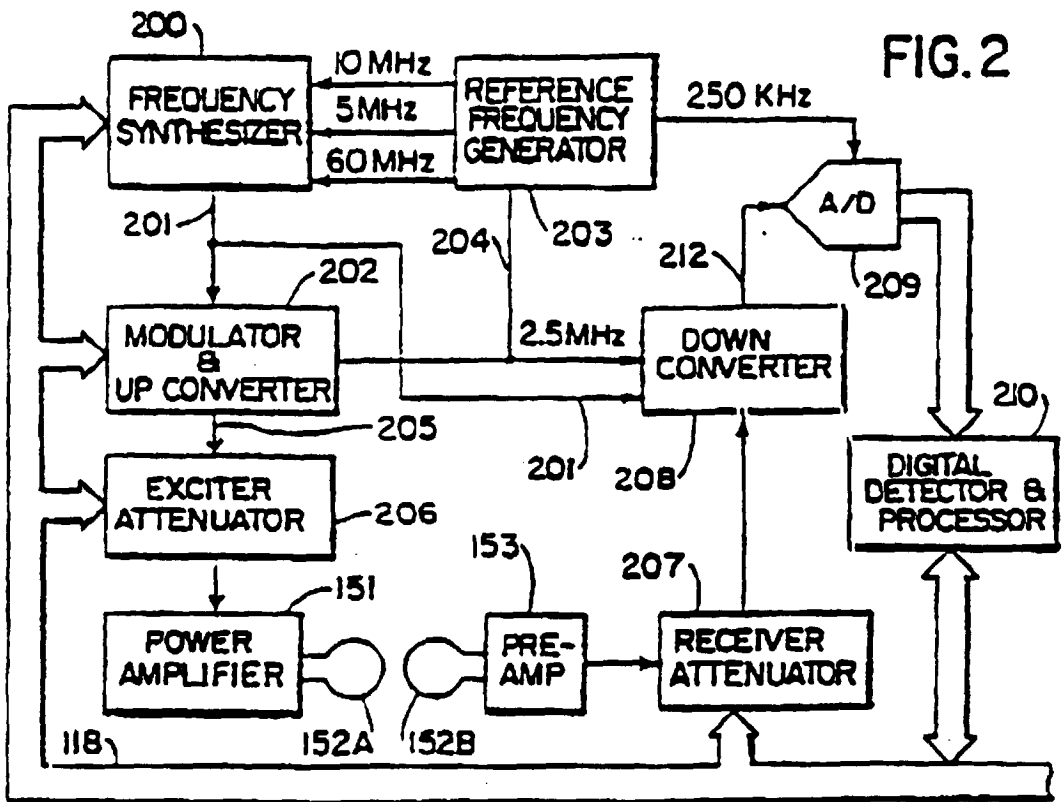 200
FIG. 2
FREQUENCY
SYNTHESIZER
10 MHz
5 MHz
60 MHz
REFERENCE
FREQUENCY
GENERATOR
250 KHz
A/D
201
204
203
212
209
202
MODULATOR
&
UP CONVERTER
2.5 MHz
DOWN
CONVERTER
210
205
201
208
DIGITAL
DETECTOR &
PROCESSOR
EXCITER
ATTENUATOR
206
153
207
151
POWER
AMPLIFIER
PRE-
AMP
RECEIVER
ATTENUATOR
118
152A
152B